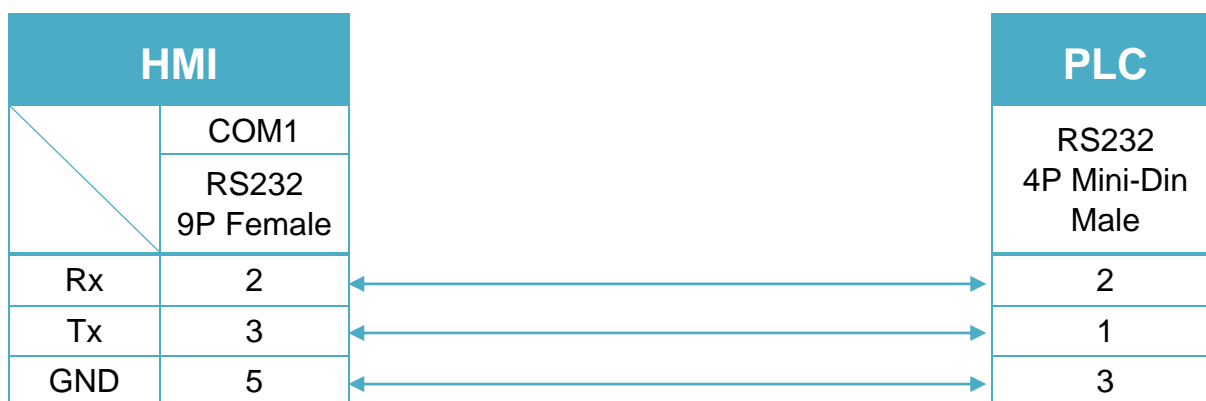 HMI
PLC
COM1
RS232
9P Female
RS232
4P Mini-Din
Male
Rx 2 2
Tx 3 1
GND 5 3